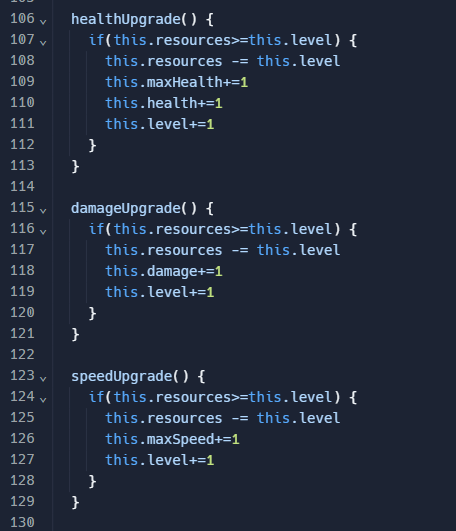 106 healthUpgrade() {
107 if(this.resources>=this.level) {
108 this.resources -= this.level
109 this.maxHealth+=1
110 this.health+=1
111 this.level+=1
112 }
113 }
114
115 damageUpgrade() {
116 if(this.resources>=this.level) {
117 this.resources -= this.level
118 this.damage+=1
119 this.level+=1
120 }
121 }
122
123 speedUpgrade() {
124 if(this.resources>=this.level) {
125 this.resources -= this.level
126 this.maxSpeed+=1
127 this.level+=1
128 }
129 }
130